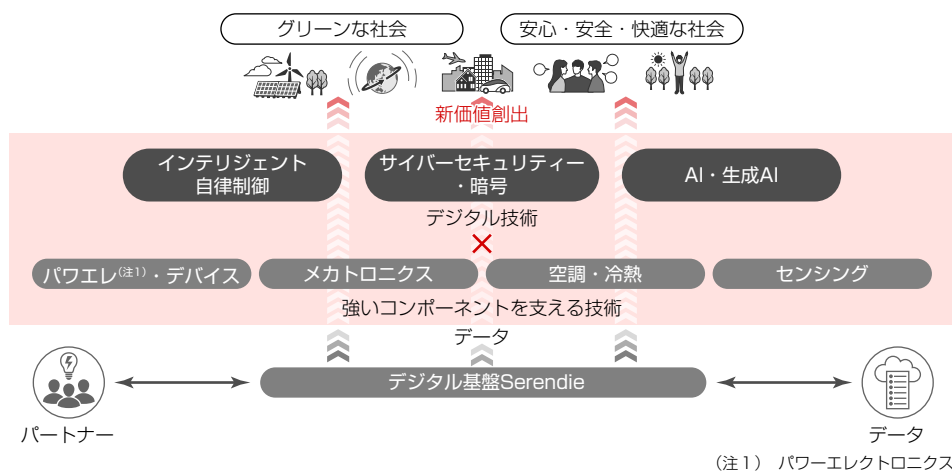 グリーンな社会
安心・安全・快適な社会
新価値創出
インテリジェント
自律制御
サイバーセキュリティー
・暗号
AI・生成AI
デジタル技術
×
パワエレ(注1)・デバイス
メカトロニクス
空調・冷熱
センシング
強いコンポーネントを支える技術
データ
デジタル基盤Serendie
パートナー
データ
(注1) パワーエレクトロニクス